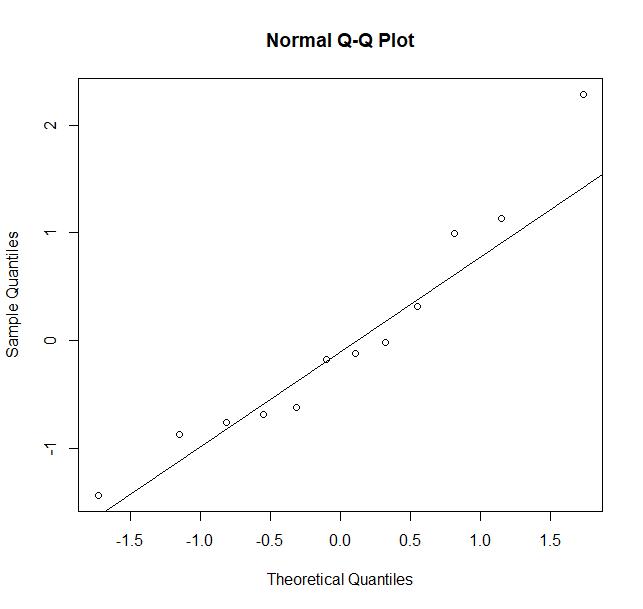 Normal Q-Q Plot
Sample Quantiles
2
1
0
-1
-1.5 -1.0 -0.5 0.0 0.5 1.0 1.5
Theoretical Quantiles